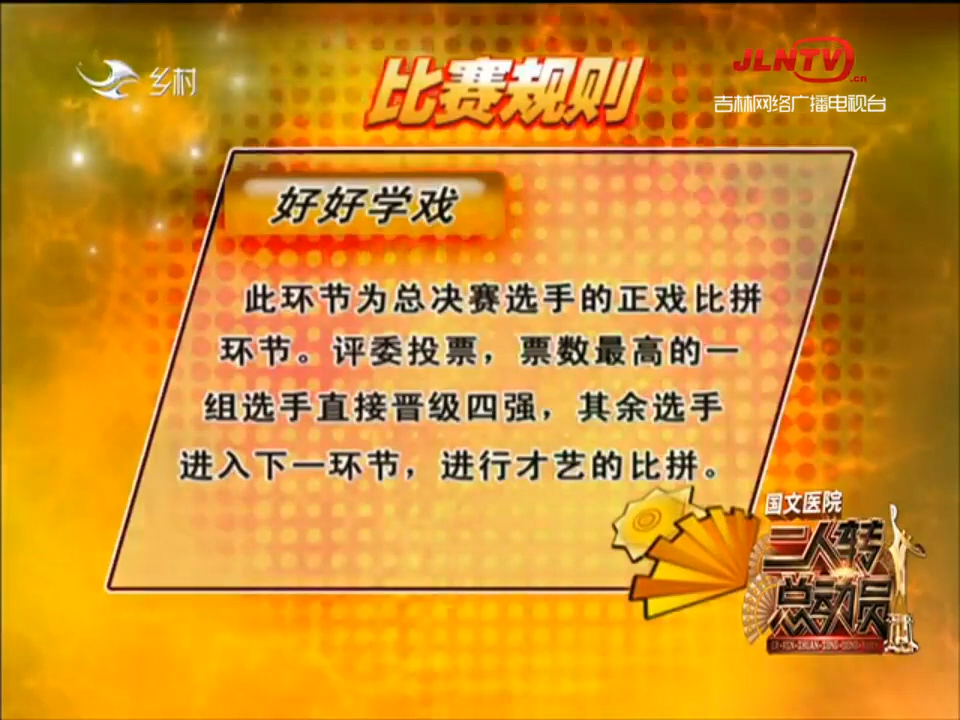 乡村
比赛规则
JLNTV.cn
吉林网络广播电视台
好好学戏
此环节为总决赛选手的正戏比拼
环节。评委投票，票数最高的一
组选手直接晋级四强，其余选手
进入下一环节，进行才艺的比拼。
国文医院
二人转
总动员